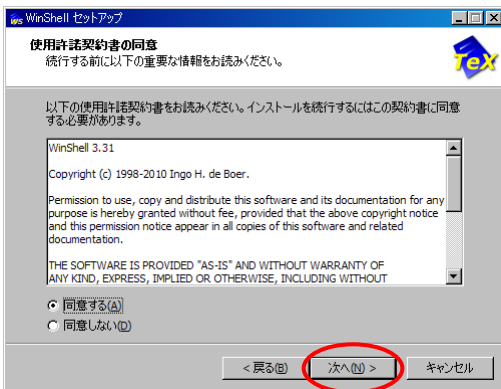 WinShell セットアップ
使用許諾契約書の同意
続行する前に以下の重要な情報をお読みください。
TeX
以下の使用許諾契約書をお読みください。インストールを続行するにはこの契約書に同意
する必要があります。
WinShell 3.31
Copyright (c) 1998-2010 Ingo H. de Boer.
Permission to use, copy and distribute this software and its documentation for any
purpose is hereby granted without fee, provided that the above copyright notice
and this permission notice appear in all copies of this software and related
documentation.
THE SOFTWARE IS PROVIDED "AS-IS" AND WITHOUT WARRANTY OF
ANY KIND, EXPRESS, IMPLIED OR OTHERWISE, INCLUDING WITHOUT
同意する(A)
同意しない(D)
< 戻る(B) 次へ(N) > キャンセル